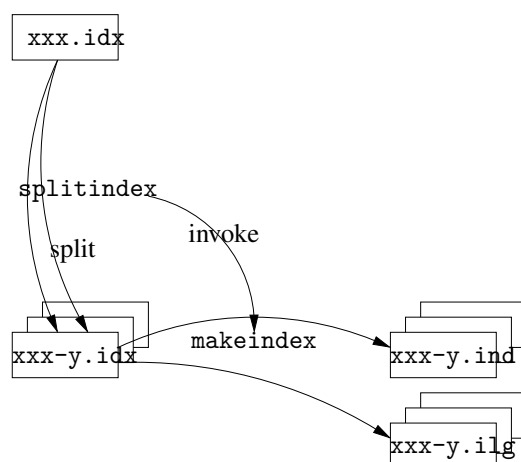 xxx.idx
splitindex
invoke
split
makeindex
xxx-y.idx
xxx-y.ind
xxx-y.ilg